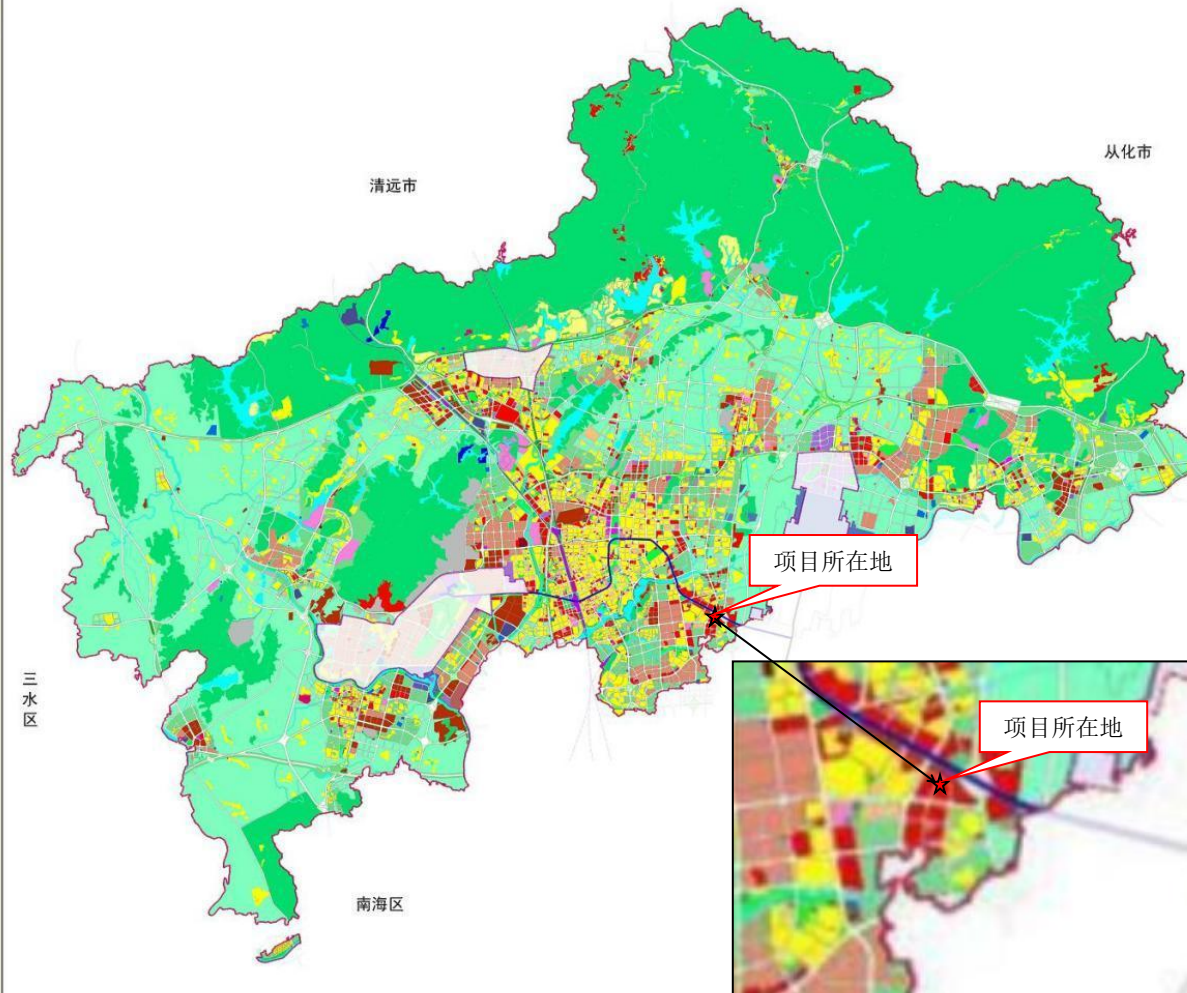 从化市
清远市
项目所在地
三水区
项目所在地
南海区